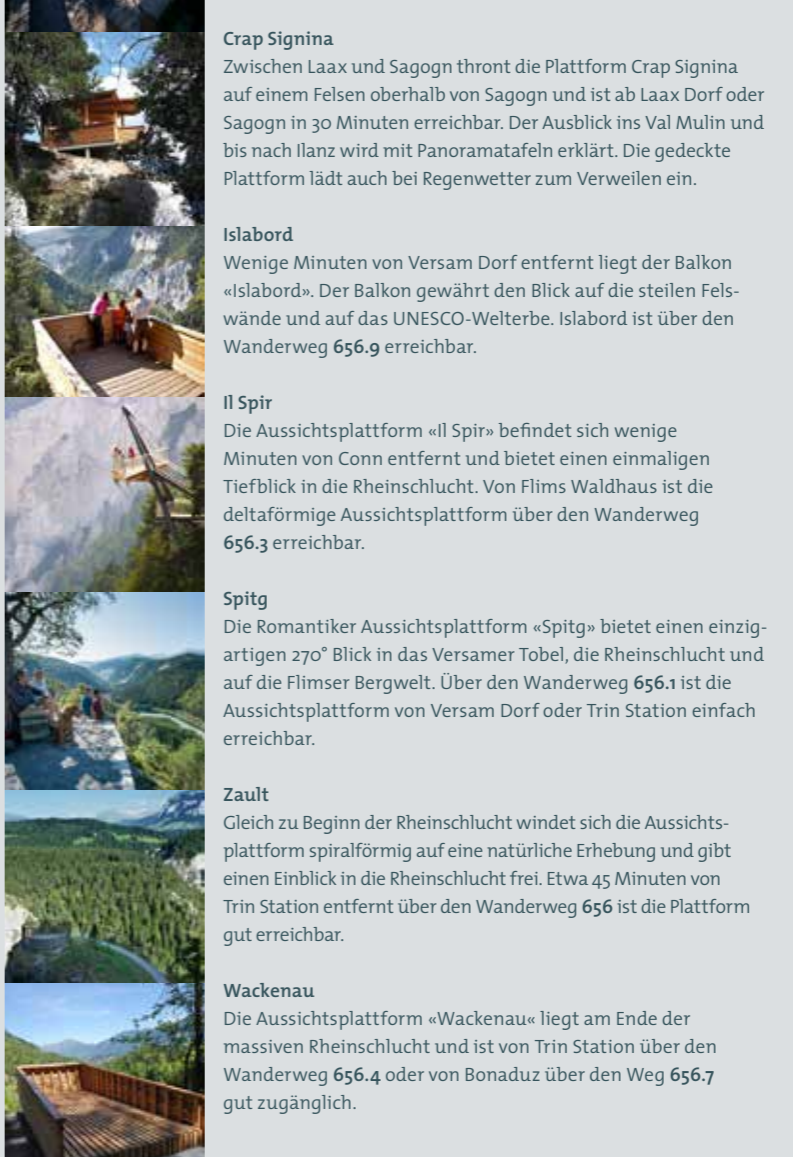 Crap Signina
Zwischen Laax und Sagogn thront die Plattform Crap Signina
auf einem Felsen oberhalb von Sagogn und ist ab Laax Dorf oder
Sagogn in 30 Minuten erreichbar. Der Ausblick ins Val Mulin und
bis nach Ilanz wird mit Panoramatafeln erklärt. Die gedeckte
Plattform lädt auch bei Regenwetter zum Verweilen ein.
Islabord
Wenige Minuten von Versam Dorf entfernt liegt der Balkon
«Islabord». Der Balkon gewährt den Blick auf die steilen Fels-
wände und auf das UNESCO-Welterbe. Islabord ist über den
Wanderweg 656.9 erreichbar.
Il Spir
Die Aussichtsplattform «Il Spir» befindet sich wenige
Minuten von Conn entfernt und bietet einen einmaligen
Tiefblick in die Rheinschlucht. Von Flims Waldhaus ist die
deltaförmige Aussichtsplattform über den Wanderweg
656.3 erreichbar.
Spitg
Die Romantiker Aussichtsplattform «Spitg» bietet einen einzig-
artigen 270° Blick in das Versamer Tobel, die Rheinschlucht und
auf die Flimser Bergwelt. Über den Wanderweg 656.1 ist die
Aussichtsplattform von Versam Dorf oder Trin Station einfach
erreichbar.
Zault
Gleich zu Beginn der Rheinschlucht windet sich die Aussichts-
plattform spiralförmig auf eine natürliche Erhebung und gibt
einen Einblick in die Rheinschlucht frei. Etwa 45 Minuten von
Trin Station entfernt über den Wanderweg 656 ist die Plattform
gut erreichbar.
Wackenau
Die Aussichtsplattform «Wackenau« liegt am Ende der
massiven Rheinschlucht und ist von Trin Station über den
Wanderweg 656.4 oder von Bonaduz über den Weg 656.7
gut zugänglich.